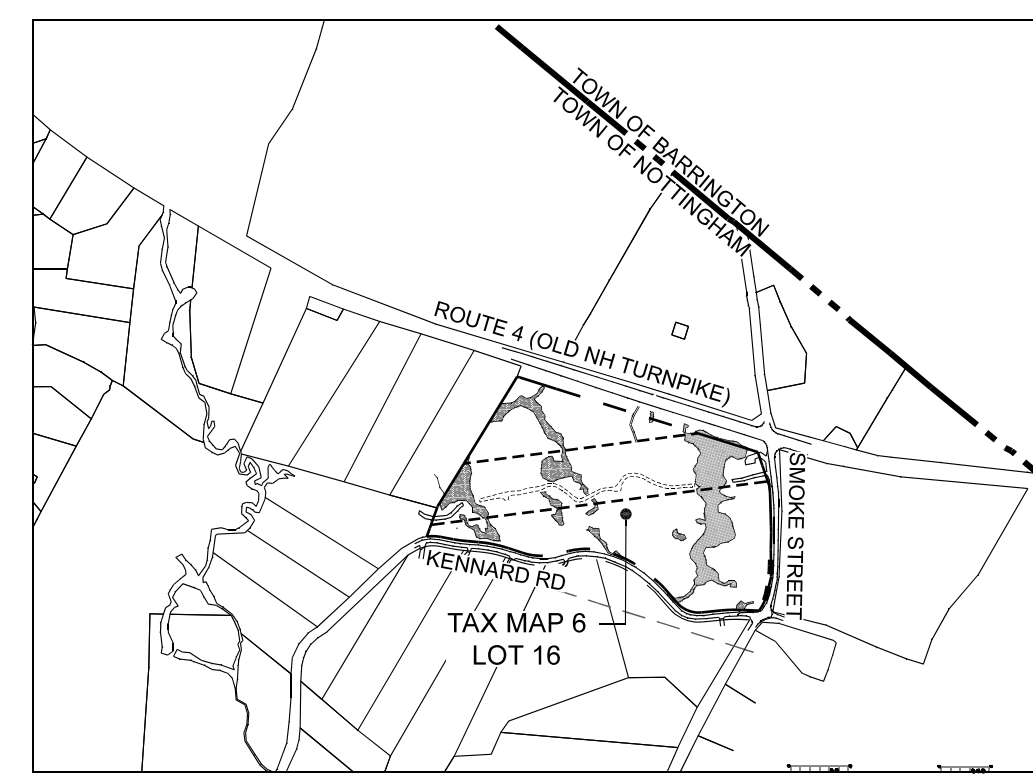 TOWN OF BARRINGTON
TOWN OF NOTTINGHAM
ROUTE 4 (OLD NH TURNPIKE)
SMOKE STREET
KENNARD RD
TAX MAP 6
LOT 16